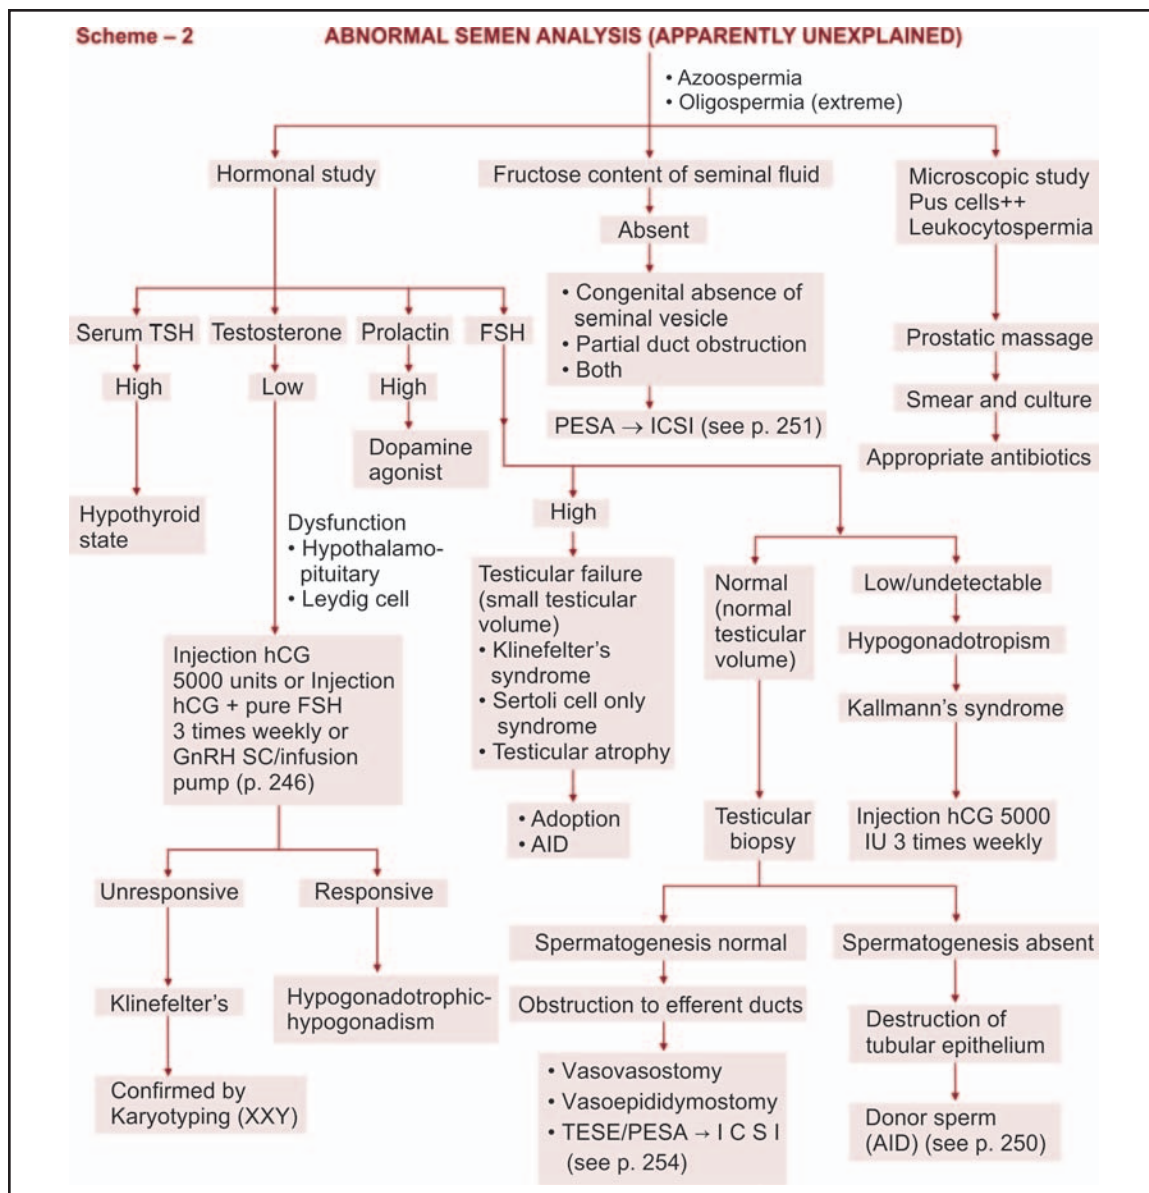 Scheme – 2
ABNORMAL SEMEN ANALYSIS (APPARENTLY UNEXPLAINED)
• Azoospermia
• Oligospermia (extreme)
Hormonal study
Fructose content of seminal fluid
Microscopic study
Pus cells++
Leukocytospermia
Absent
• Congenital absence of
seminal vesicle
• Partial duct obstruction
• Both
PESA → ICSI (see p. 251)
Prostatic massage
Smear and culture
Appropriate antibiotics
Serum TSH
Testosterone
Prolactin
FSH
High
Low
High
Dopamine
agonist
Hypothyroid
state
Dysfunction
• Hypothalamo-
pituitary
• Leydig cell
Injection hCG
5000 units or Injection
hCG + pure FSH
3 times weekly or
GnRH SC/infusion
pump (p. 246)
Unresponsive
Responsive
Klinefelter's
Hypogonadotrophic-
hypogonadism
Confirmed by
Karyotyping (XXY)
High
Testicular failure
(small testicular
volume)
• Klinefelter's
syndrome
• Sertoli cell only
syndrome
• Testicular atrophy
• Adoption
• AID
Normal
(normal
testicular
volume)
Low/undetectable
Hypogonadotropism
Kallmann's syndrome
Injection hCG 5000
IU 3 times weekly
Testicular
biopsy
Spermatogenesis normal
Spermatogenesis absent
Obstruction to efferent ducts
• Vasovasostomy
• Vasoepididymostomy
• TESE/PESA → I C S I
(see p. 254)
Destruction of
tubular epithelium
Donor sperm
(AID) (see p. 250)